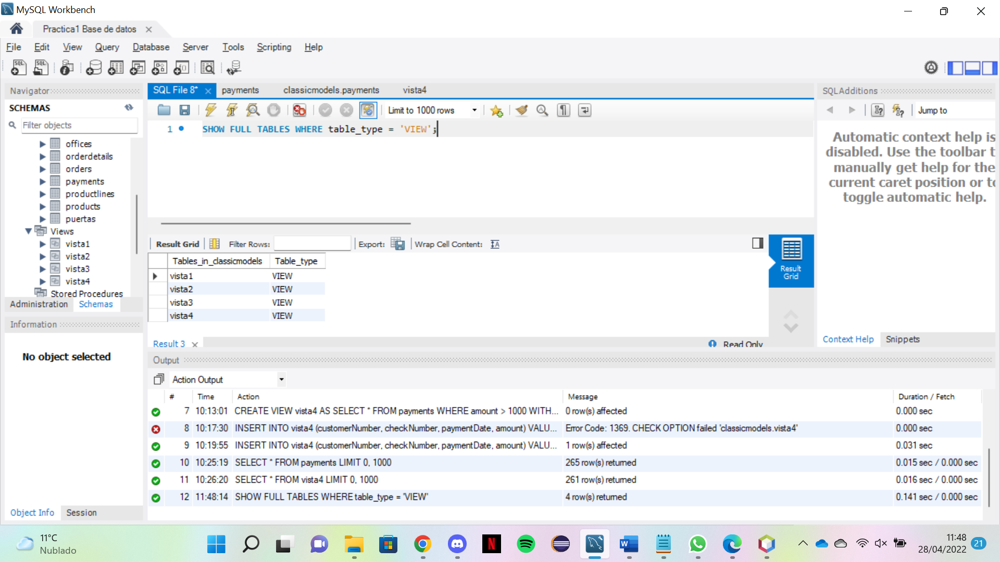 MySQL Workbench
Practica1 Base de datos
File Edit View Query Database Server Tools Scripting Help
Navigator
SCHEMAS
Filter objects
offices
orderdetails
orders
payments
productlines
products
puertas
Views
vista1
vista2
vista3
vista4
Stored Procedures
Administration Schemas
Information
No object selected
Object Info Session
SQL File 8* payments classicmodels.payments vista4
Limit to 1000 rows
1 SHOW FULL TABLES WHERE table_type = 'VIEW';
Result Grid Filter Rows: Export: Wrap Cell Content:
Tables_in_classicmodels Table_type
vista1 VIEW
vista2 VIEW
vista3 VIEW
vista4 VIEW
Result
Grid
Result 3 Read Only
SQLAdditions
Jump to
Automatic context help is
disabled. Use the toolbar t
manually get help for the
current caret position or to
toggle automatic help.
Context Help Snippets
Output
Action Output
# Time Action Message Duration / Fetch
7 10:13:01 CREATE VIEW vista4 AS SELECT * FROM payments WHERE amount > 1000 WITH... 0 row(s) affected 0.000 sec
8 10:17:30 INSERT INTO vista4 (customerNumber, checkNumber, paymentDate, amount) VALU... Error Code: 1369. CHECK OPTION failed 'classicmodels.vista4' 0.000 sec
9 10:19:55 INSERT INTO vista4 (customerNumber, checkNumber, paymentDate, amount) VALU... 1 row(s) affected 0.031 sec
10 10:25:19 SELECT * FROM payments LIMIT 0, 1000 265 row(s) returned 0.015 sec / 0.000 sec
11 10:26:20 SELECT * FROM vista4 LIMIT 0, 1000 261 row(s) returned 0.016 sec / 0.000 sec
12 11:48:14 SHOW FULL TABLES WHERE table_type = 'VIEW' 4 row(s) returned 0.141 sec / 0.000 sec
11°C
Nublado
11:48
28/04/2022
21